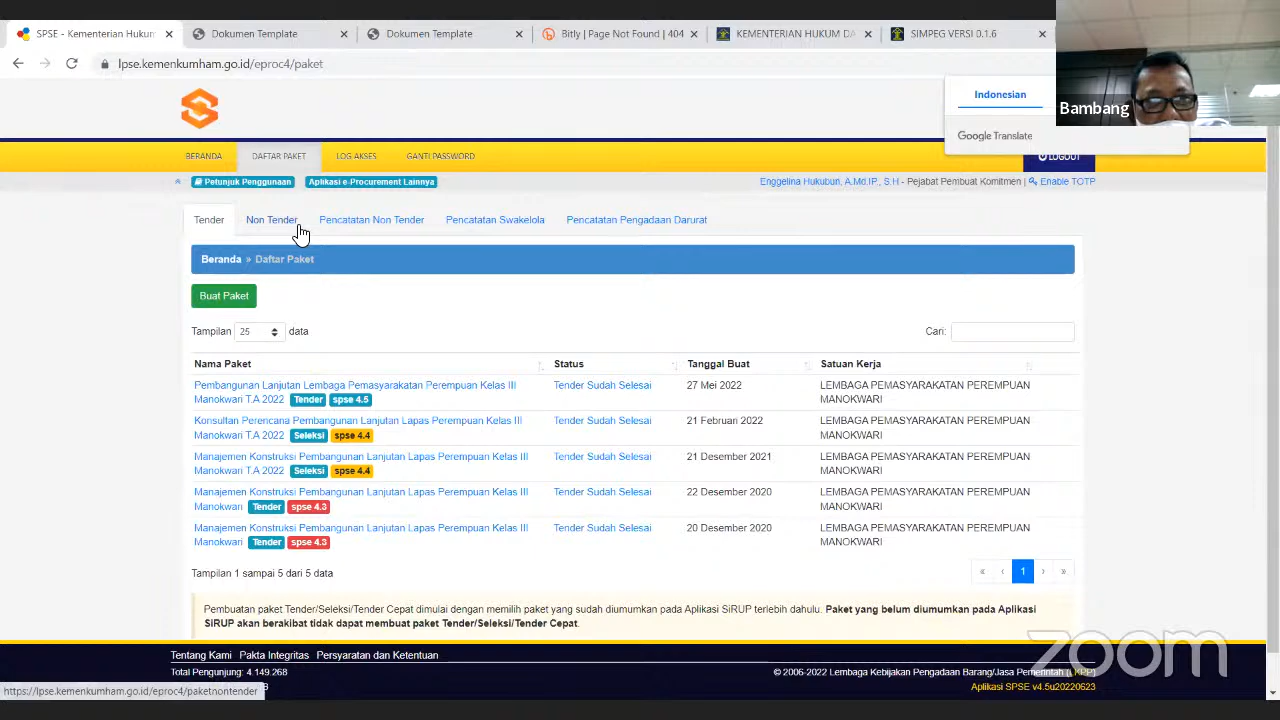 SPSE - Kementerian Hukum
Dokumen Template
Dokumen Template
Bitly | Page Not Found | 404
KEMENTERIAN HUKUM DA
SIMPEG VERSI 0.1.6
lpse.kemenkumham.go.id/eproc4/paket
Indonesian
Google Translate
Bambang
BERANDA
DAFTAR PAKET
LOG AKSES
GANTI PASSWORD
LOGOUT
Petunjuk Penggunaan
Aplikasi e-Procurement Lainnya
Enggelina Hukubun, A.Md.IP., S.H - Pejabat Pembuat Komitmen | Enable TOTP
Tender
Non Tender
Pencatatan Non Tender
Pencatatan Swakelola
Pencatatan Pengadaan Darurat
Beranda » Daftar Paket
Buat Paket
Tampilan 25 data
Cari:
Nama Paket Status Tanggal Buat Satuan Kerja
Pembangunan Lanjutan Lembaga Pemasyarakatan Perempuan Kelas III Tender Sudah Selesai 27 Mei 2022 LEMBAGA PEMASYARAKATAN PEREMPUAN
Manokwari T.A 2022 Tender spse 4.5 MANOKWARI
Konsultan Perencana Pembangunan Lanjutan Lapas Perempuan Kelas III Tender Sudah Selesai 21 Februari 2022 LEMBAGA PEMASYARAKATAN PEREMPUAN
Manokwari T.A 2022 Seleksi spse 4.4 MANOKWARI
Manajemen Konstruksi Pembangunan Lanjutan Lapas Perempuan Kelas III Tender Sudah Selesai 21 Desember 2021 LEMBAGA PEMASYARAKATAN PEREMPUAN
Manokwari T.A 2022 Seleksi spse 4.4 MANOKWARI
Manajemen Konstruksi Pembangunan Lanjutan Lapas Perempuan Kelas III Tender Sudah Selesai 22 Desember 2020 LEMBAGA PEMASYARAKATAN PEREMPUAN
Manokwari Tender spse 4.3 MANOKWARI
Manajemen Konstruksi Pembangunan Lanjutan Lapas Perempuan Kelas III Tender Sudah Selesai 20 Desember 2020 LEMBAGA PEMASYARAKATAN PEREMPUAN
Manokwari Tender spse 4.3 MANOKWARI
Tampilan 1 sampai 5 dari 5 data
« ‹ 1 › »
Pembuatan paket Tender/Seleksi/Tender Cepat dimulai dengan memilih paket yang sudah diumumkan pada Aplikasi SiRUP terlebih dahulu. Paket yang belum diumumkan pada Aplikasi
SiRUP akan berakibat tidak dapat membuat paket Tender/Seleksi/Tender Cepat.
zoom
Tentang Kami Pakta Integritas Persyaratan dan Ketentuan
Total Pengunjung: 4.149.268
© 2006-2022 Lembaga Kebijakan Pengadaan Barang/Jasa Pemerintah (LKPP)
Aplikasi SPSE v4.5u20220623
https://lpse.kemenkumham.go.id/eproc4/paketnontender